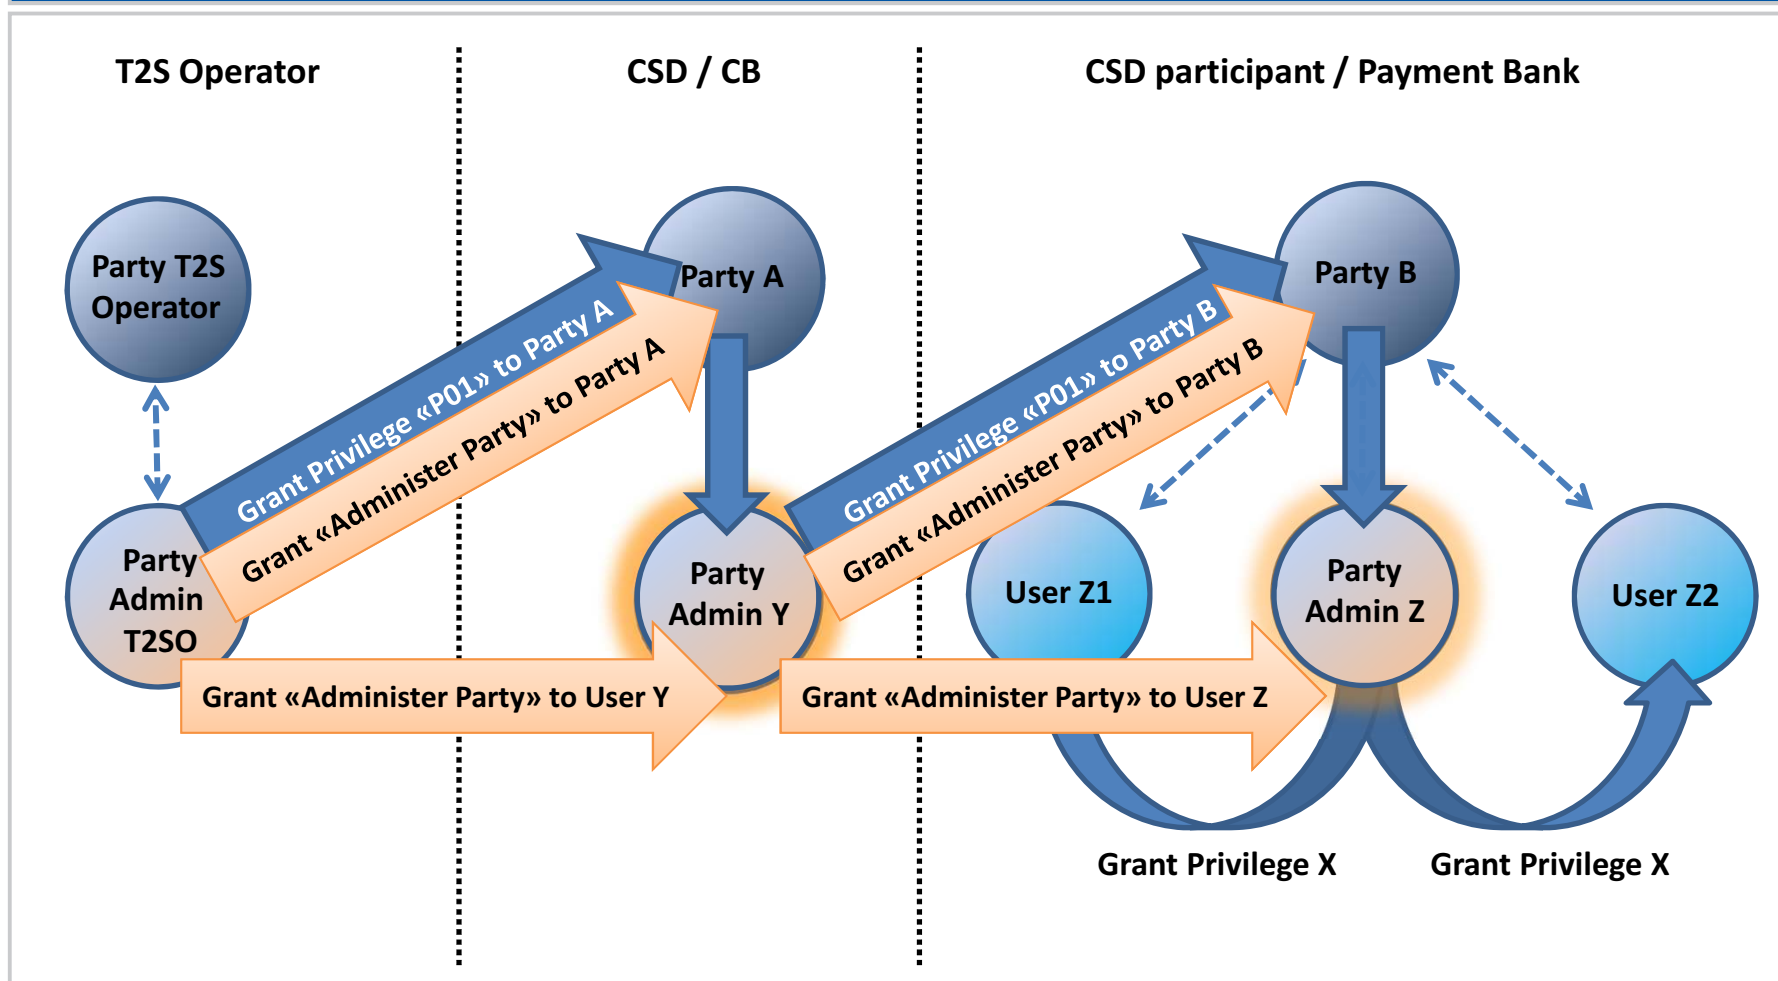 T2S Operator
CSD / CB
CSD participant / Payment Bank
Party T2S
Operator
Party A
Party B
Grant Privilege «P01» to Party A
Grant «Administer Party» to Party A
Grant Privilege «P01» to Party B
Grant «Administer Party» to Party B
Party
Admin
T2SO
Party
Admin Y
User Z1
Party
Admin Z
User Z2
Grant «Administer Party» to User Y
Grant «Administer Party» to User Z
Grant Privilege X
Grant Privilege X